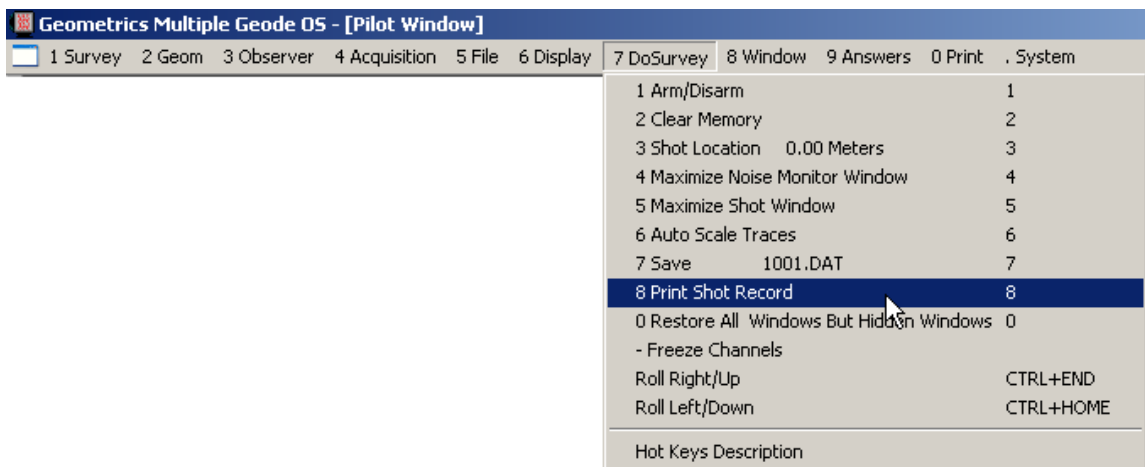 Geometrics Multiple Geode OS - [Pilot Window]
1 Survey 2 Geom 3 Observer 4 Acquisition 5 File 6 Display 7 DoSurvey 8 Window 9 Answers 0 Print . System
1 Arm/Disarm 1
2 Clear Memory 2
3 Shot Location 0.00 Meters 3
4 Maximize Noise Monitor Window 4
5 Maximize Shot Window 5
6 Auto Scale Traces 6
7 Save 1001.DAT 7
8 Print Shot Record 8
0 Restore All Windows But Hidden Windows 0
- Freeze Channels
Roll Right/Up CTRL+END
Roll Left/Down CTRL+HOME
Hot Keys Description